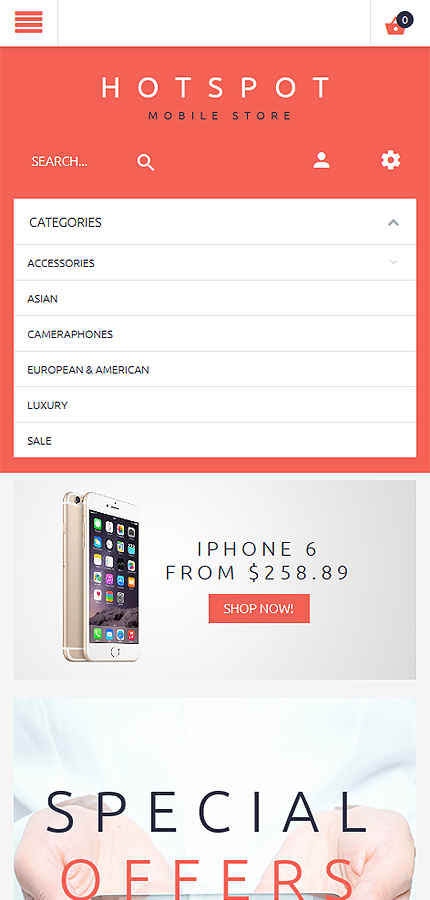 0
HOTSPOT
MOBILE STORE
SEARCH...
CATEGORIES
ACCESSORIES
ASIAN
CAMERAPHONES
EUROPEAN & AMERICAN
LUXURY
SALE
IPHONE 6
FROM $258.89
SHOP NOW!
SPECIAL
OFFERS